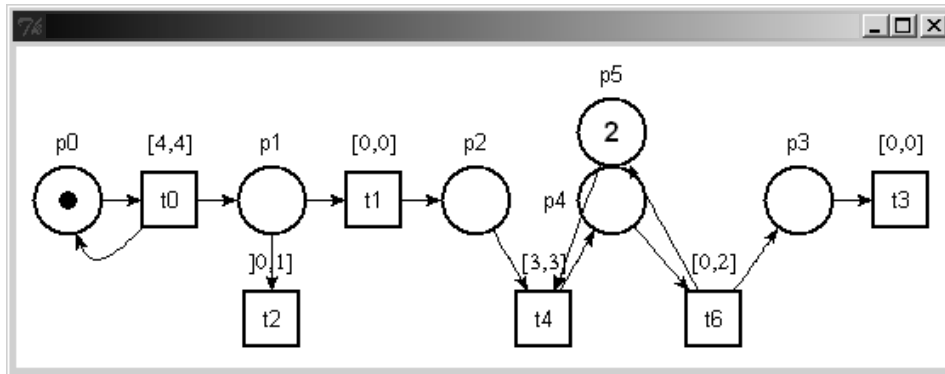 Tk
p5
p0 [4,4] p1 [0,0] p2 2 p3 [0,0]
t0 t1 p4 t3
]0,1] [3,3] [0,2]
t2 t4 t6